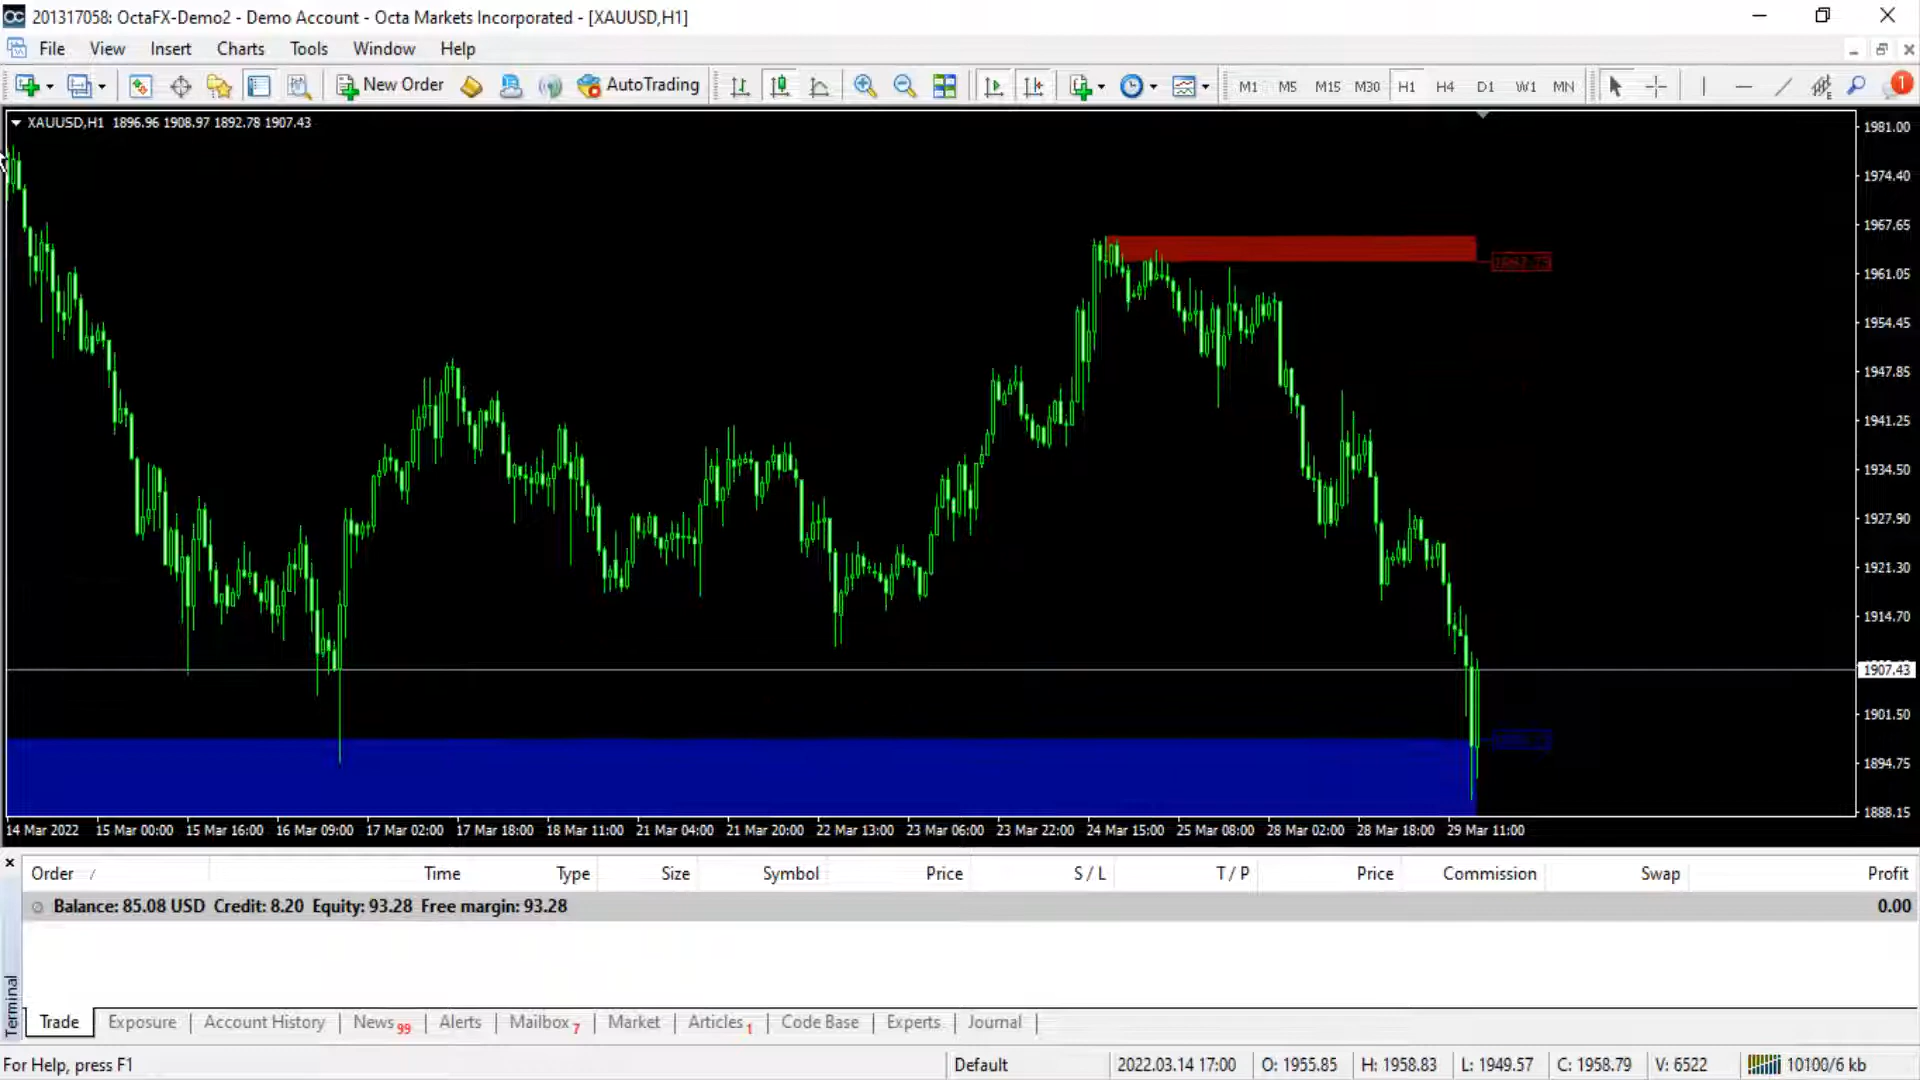 201317058: OctaFX-Demo2 - Demo Account - Octa Markets Incorporated - [XAUUSD,H1]
File View Insert Charts Tools Window Help
New Order AutoTrading M1 M5 M15 M30 H1 H4 D1 W1 MN 1
XAUUSD,H1 1896.96 1908.97 1892.78 1907.43
1981.00
1974.40
1967.65
1961.05
1954.45
1947.85
1941.25
1934.50
1927.90
1921.30
1914.70
1907.43
1901.50
1894.75
1888.15
14 Mar 2022 15 Mar 00:00 15 Mar 16:00 16 Mar 09:00 17 Mar 02:00 17 Mar 18:00 18 Mar 11:00 21 Mar 04:00 21 Mar 20:00 22 Mar 13:00 23 Mar 06:00 23 Mar 22:00 24 Mar 15:00 25 Mar 08:00 28 Mar 02:00 28 Mar 18:00 29 Mar 11:00
Order / Time Type Size Symbol Price S / L T / P Price Commission Swap Profit
Balance: 85.08 USD Credit: 8.20 Equity: 93.28 Free margin: 93.28 0.00
Terminal
Trade Exposure Account History News 99 Alerts Mailbox 7 Market Articles 1 Code Base Experts Journal
For Help, press F1 Default 2022.03.14 17:00 O: 1955.85 H: 1958.83 L: 1949.57 C: 1958.79 V: 6522 10100/6 kb